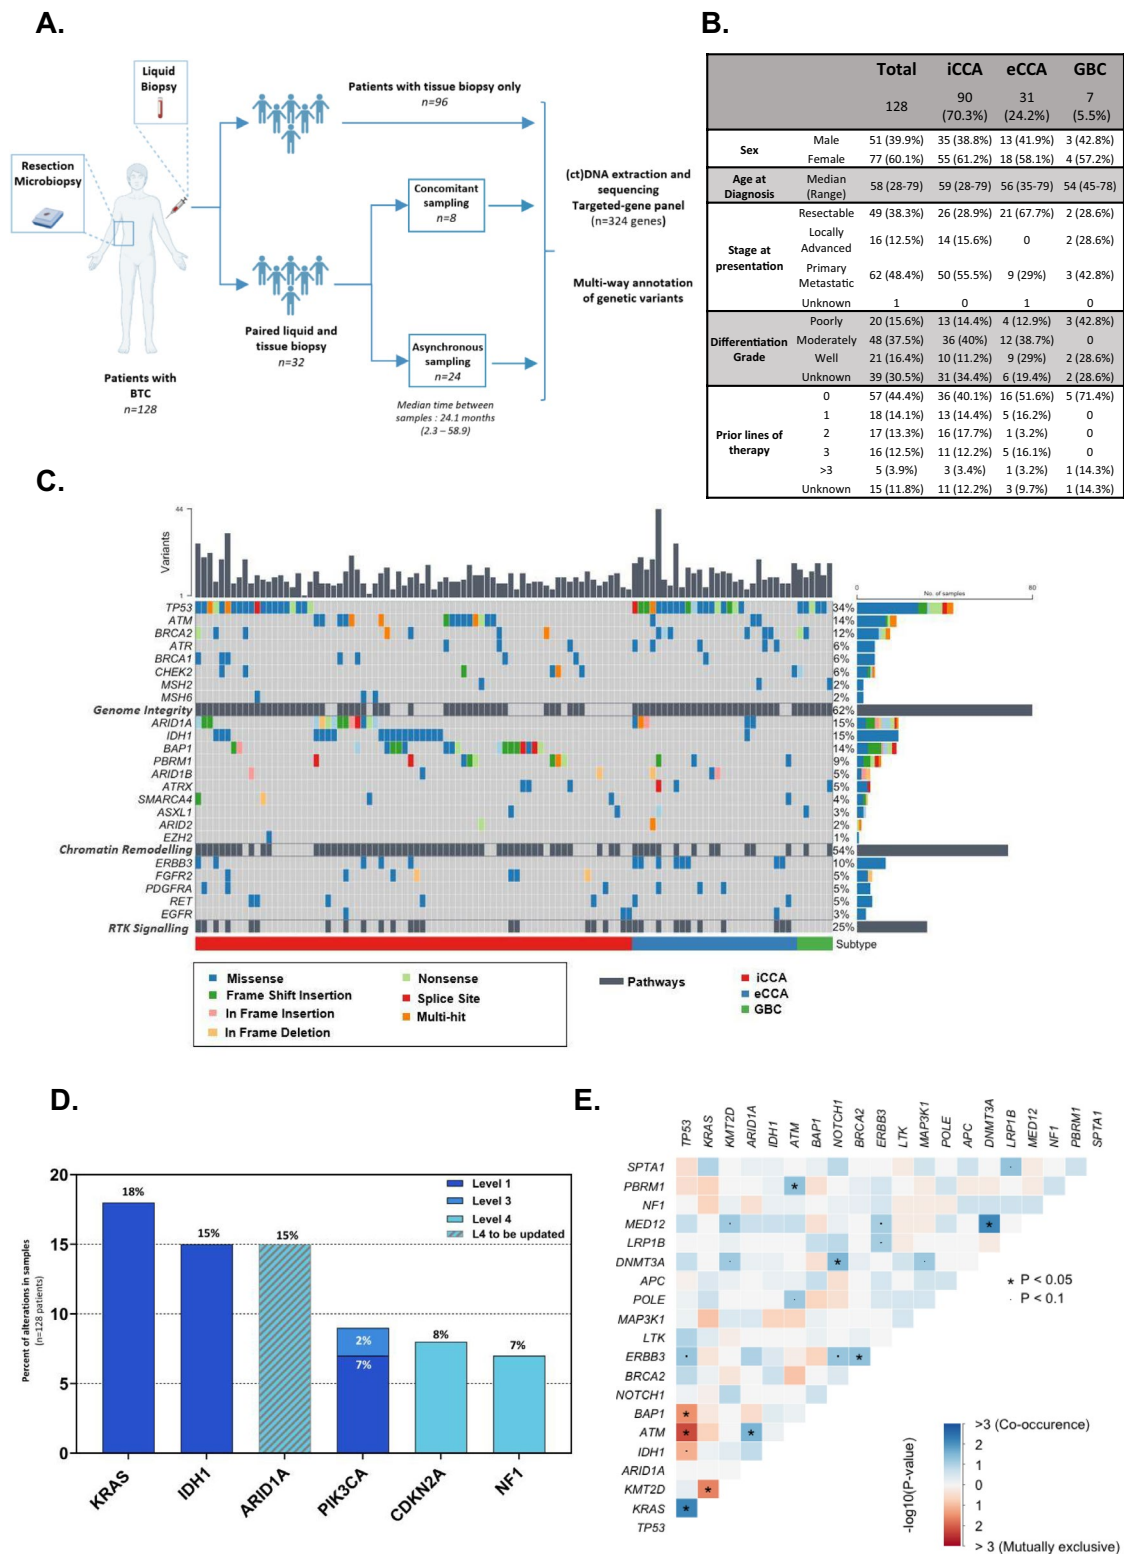 A.
Liquid
Biopsy
Resection
Microbiopsy
Patients with
BTC
n=128
Patients with tissue biopsy only
n=96
Paired liquid and
tissue biopsy
n=32
Concomitant
sampling
n=8
Asynchronous
sampling
n=24
Median time between
samples : 24.1 months
(2.3 – 58.9)
(ct)DNA extraction and
sequencing
Targeted-gene panel
(n=324 genes)
Multi-way annotation
of genetic variants
B.
Total iCCA eCCA GBC
128 90 (70.3%) 31 (24.2%) 7 (5.5%)
Sex
Male 51 (39.9%) 35 (38.8%) 13 (41.9%) 3 (42.8%)
Female 77 (60.1%) 55 (61.2%) 18 (58.1%) 4 (57.2%)
Age at Diagnosis
Median (Range) 58 (28-79) 59 (28-79) 56 (35-79) 54 (45-78)
Stage at presentation
Resectable 49 (38.3%) 26 (28.9%) 21 (67.7%) 2 (28.6%)
Locally Advanced 16 (12.5%) 14 (15.6%) 0 2 (28.6%)
Primary Metastatic 62 (48.4%) 50 (55.5%) 9 (29%) 3 (42.8%)
Unknown 1 0 1 0
Differentiation Grade
Poorly 20 (15.6%) 13 (14.4%) 4 (12.9%) 3 (42.8%)
Moderately 48 (37.5%) 36 (40%) 12 (38.7%) 0
Well 21 (16.4%) 10 (11.2%) 9 (29%) 2 (28.6%)
Unknown 39 (30.5%) 31 (34.4%) 6 (19.4%) 2 (28.6%)
Prior lines of therapy
0 57 (44.4%) 36 (40.1%) 16 (51.6%) 5 (71.4%)
1 18 (14.1%) 13 (14.4%) 5 (16.2%) 0
2 17 (13.3%) 16 (17.7%) 1 (3.2%) 0
3 16 (12.5%) 11 (12.2%) 5 (16.1%) 0
>3 5 (3.9%) 3 (3.4%) 1 (3.2%) 1 (14.3%)
Unknown 15 (11.8%) 11 (12.2%) 3 (9.7%) 1 (14.3%)
C.
44
Variants
1
0 80
No. of samples
TP53 34%
ATM 14%
BRCA2 12%
ATR 6%
BRCA1 6%
CHEK2 6%
MSH2 2%
MSH6 2%
Genome Integrity 62%
ARID1A 15%
IDH1 15%
BAP1 14%
PBRM1 9%
ARID1B 5%
ATRX 5%
SMARCA4 4%
ASXL1 3%
ARID2 2%
EZH2 1%
Chromatin Remodelling 54%
ERBB3 10%
FGFR2 5%
PDGFRA 5%
RET 5%
EGFR 3%
RTK Signalling 25%
Subtype
Missense
Frame Shift Insertion
In Frame Insertion
In Frame Deletion
Nonsense
Splice Site
Multi-hit
Pathways
iCCA
eCCA
GBC
D.
Percent of alterations in samples
(n=128 patients)
20
15
10
5
0
18%
15%
15%
2%
7%
8%
7%
Level 1
Level 3
Level 4
L4 to be updated
KRAS
IDH1
ARID1A
PIK3CA
CDKN2A
NF1
E.
TP53
KRAS
KMT2D
ARID1A
IDH1
ATM
BAP1
NOTCH1
BRCA2
ERBB3
LTK
MAP3K1
POLE
APC
DNMT3A
LRP1B
MED12
NF1
PBRM1
SPTA1
SPTA1
PBRM1
NF1
MED12
LRP1B
DNMT3A
APC
POLE
MAP3K1
LTK
ERBB3
BRCA2
NOTCH1
BAP1
ATM
IDH1
ARID1A
KMT2D
KRAS
TP53
* P < 0.05
· P < 0.1
-log10(P-value)
>3 (Co-occurence)
2
1
0
1
2
> 3 (Mutually exclusive)